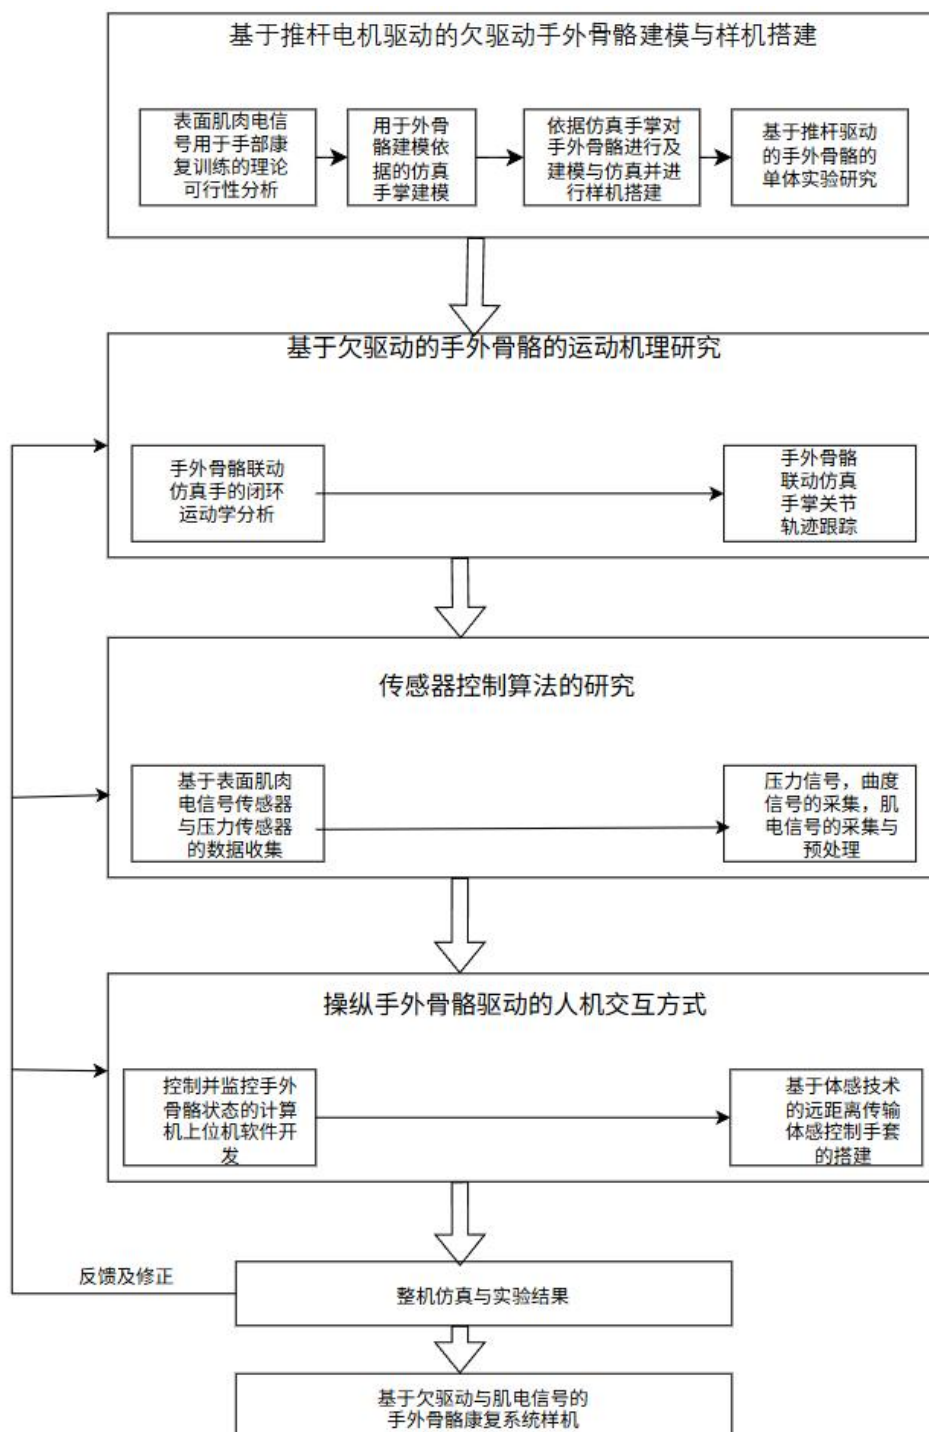 基于推杆电机驱动的欠驱动手外骨骼建模与样机搭建
表面肌肉电信
号用于手部康
复训练的理论
可行性分析
用于外骨
骼建模依
据的仿真
手掌建模
依据仿真手掌对
手外骨骼进行及
建模与仿真并进
行样机搭建
基于推杆驱动
的手外骨骼的
单体实验研究
基于欠驱动的手外骨骼的运动机理研究
手外骨骼联动
仿真手的闭环
运动学分析
手外骨骼
联动仿真
手掌关节
轨迹跟踪
传感器控制算法的研究
基于表面肌肉
电信号传感器
与压力传感器
的数据收集
压力信号，曲度
信号的采集，肌
电信号的采集与
预处理
操纵手外骨骼驱动的人机交互方式
控制并监控手外
骨骼状态的计算
机上位机软件开
发
基于体感技术
的远距离传输
体感控制手套
的搭建
反馈及修正
整机仿真与实验结果
基于欠驱动与肌电信号的
手外骨骼康复系统样机